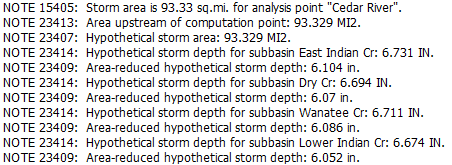 NOTE 15405:  Storm area is 93.33 sq.mi. for analysis point "Cedar River".
NOTE 23413:  Area upstream of computation point: 93.329 MI2.
NOTE 23407:  Hypothetical storm area: 93.329 MI2.
NOTE 23414:  Hypothetical storm depth for subbasin East Indian Cr: 6.731 IN.
NOTE 23409:  Area-reduced hypothetical storm depth: 6.104 in.
NOTE 23414:  Hypothetical storm depth for subbasin Dry Cr: 6.694 IN.
NOTE 23409:  Area-reduced hypothetical storm depth: 6.07 in.
NOTE 23414:  Hypothetical storm depth for subbasin Wanatee Cr: 6.711 IN.
NOTE 23409:  Area-reduced hypothetical storm depth: 6.086 in.
NOTE 23414:  Hypothetical storm depth for subbasin Lower Indian Cr: 6.674 IN.
NOTE 23409:  Area-reduced hypothetical storm depth: 6.052 in.